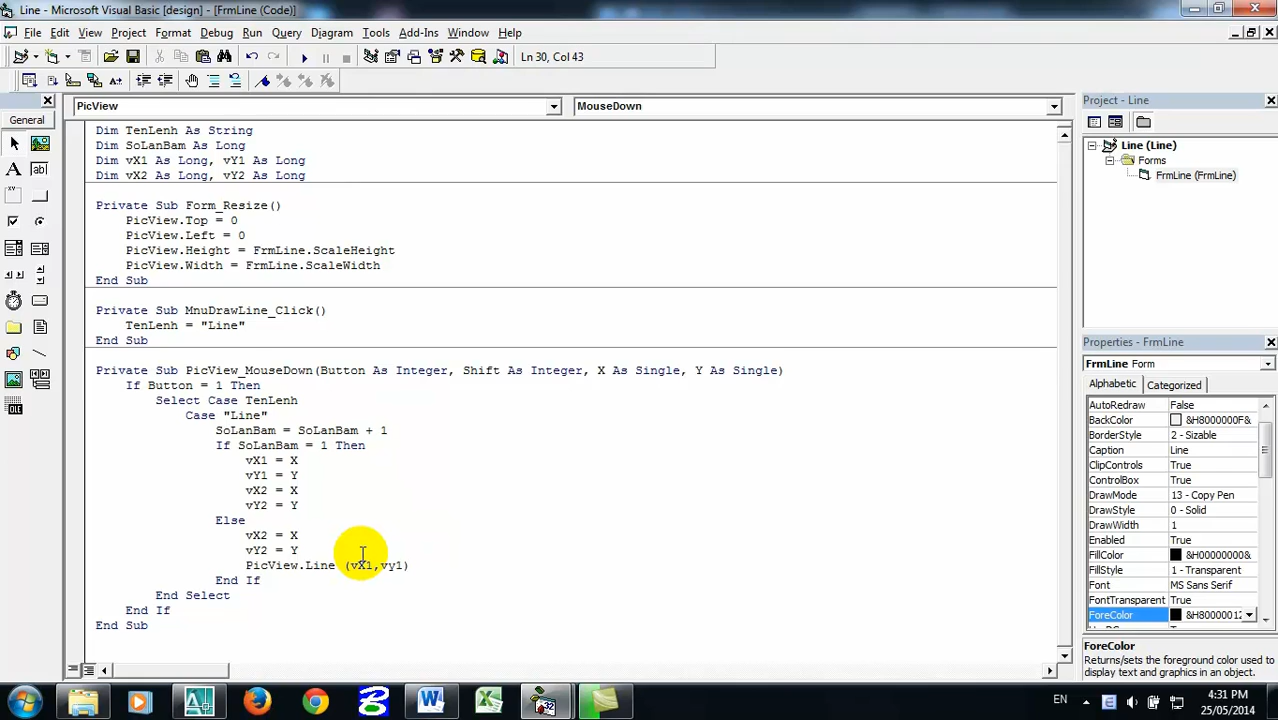 Line - Microsoft Visual Basic [design] - [FrmLine (Code)]
File Edit View Project Format Debug Run Query Diagram Tools Add-Ins Window Help
Ln 30, Col 43
General
PicView
MouseDown
Dim TenLenh As String
Dim SoLanBam As Long
Dim vX1 As Long, vY1 As Long
Dim vX2 As Long, vY2 As Long
Private Sub Form_Resize()
PicView.Top = 0
PicView.Left = 0
PicView.Height = FrmLine.ScaleHeight
PicView.Width = FrmLine.ScaleWidth
End Sub
Private Sub MnuDrawLine_Click()
TenLenh = "Line"
End Sub
Private Sub PicView_MouseDown(Button As Integer, Shift As Integer, X As Single, Y As Single)
If Button = 1 Then
Select Case TenLenh
Case "Line"
SoLanBam = SoLanBam + 1
If SoLanBam = 1 Then
vX1 = X
vY1 = Y
vX2 = X
vY2 = Y
Else
vX2 = X
vY2 = Y
PicView.Line (vX1,vy1)
End If
End Select
End If
End Sub
Project - Line
Line (Line)
Forms
FrmLine (FrmLine)
Properties - FrmLine
FrmLine Form
Alphabetic Categorized
AutoRedraw False
BackColor &H8000000F&
BorderStyle 2 - Sizable
Caption Line
ClipControls True
ControlBox True
DrawMode 13 - Copy Pen
DrawStyle 0 - Solid
DrawWidth 1
Enabled True
FillColor &H00000000&
FillStyle 1 - Transparent
Font MS Sans Serif
FontTransparent True
ForeColor &H80000012
ForeColor
Returns/sets the foreground color used to
display text and graphics in an object.
EN
4:31 PM
25/05/2014